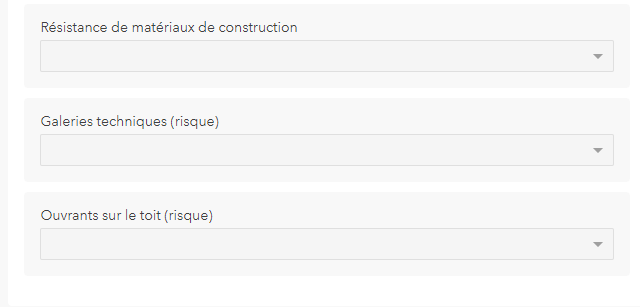 Résistance de matériaux de construction
Galeries techniques (risque)
Ouvrants sur le toit (risque)